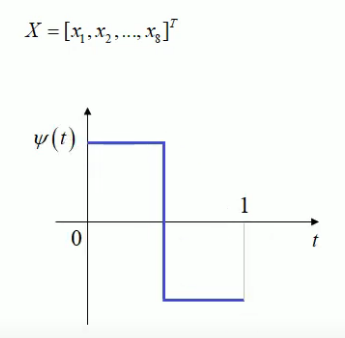 X = [x₁, x₂, ..., x₈]ᵀ
ψ(t)
1
0
t